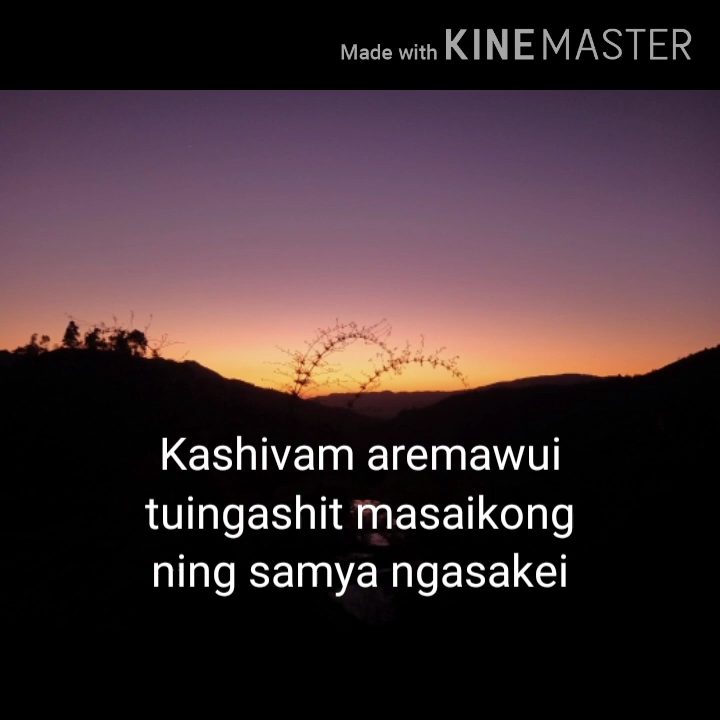 Made with KINEMASTER
Kashivam aremawui
tuingashit masaikong
ning samya ngasakei